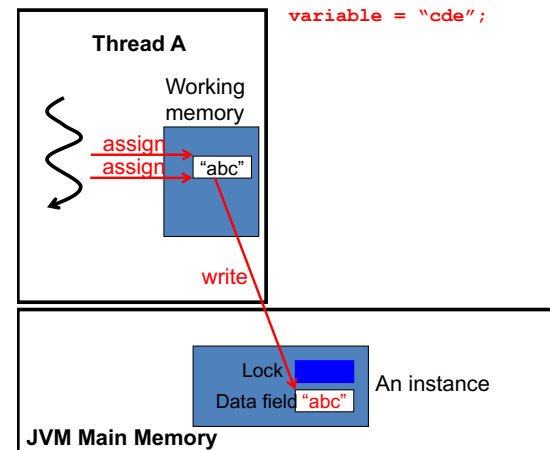 variable = “cde”;
Thread A
Working
memory
assign
assign
“abc”
write
Lock
Data field
“abc”
An instance
JVM Main Memory